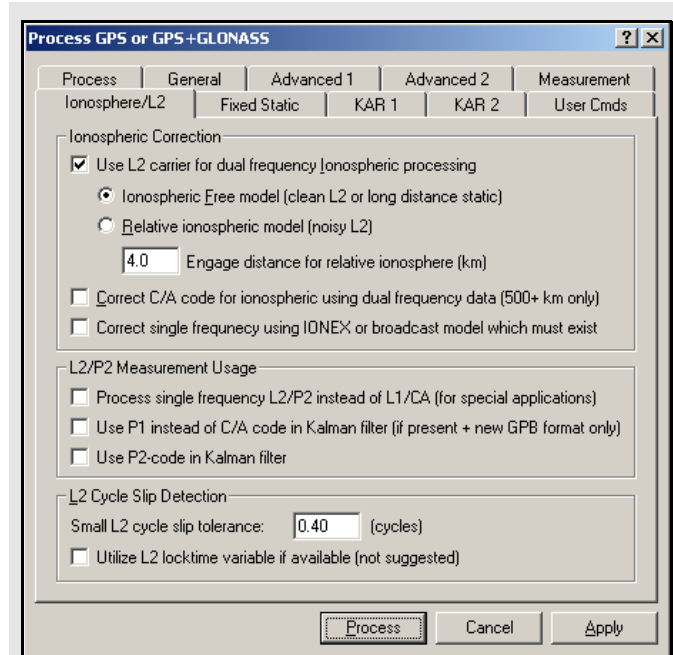 Process GPS or GPS+GLONASS
Process General Advanced 1 Advanced 2 Measurement
Ionosphere/L2 Fixed Static KAR 1 KAR 2 User Cmds
Ionospheric Correction
Use L2 carrier for dual frequency Ionospheric processing
Ionospheric Free model (clean L2 or long distance static)
Relative ionospheric model (noisy L2)
4.0 Engage distance for relative ionosphere (km)
Correct C/A code for ionospheric using dual frequency data (500+ km only)
Correct single frequnecy using IONEX or broadcast model which must exist
L2/P2 Measurement Usage
Process single frequency L2/P2 instead of L1/CA (for special applications)
Use P1 instead of C/A code in Kalman filter (if present + new GPB format only)
Use P2-code in Kalman filter
L2 Cycle Slip Detection
Small L2 cycle slip tolerance: 0.40 (cycles)
Utilize L2 locktime variable if available (not suggested)
Process Cancel Apply